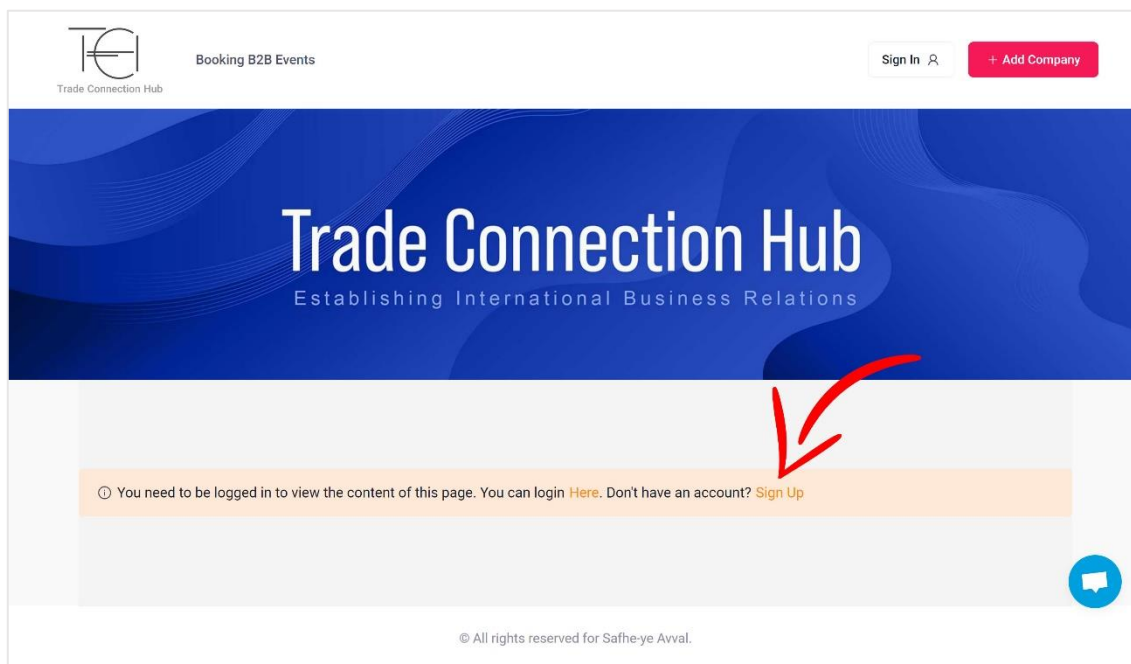 Trade Connection Hub
Booking B2B Events
Sign In
+ Add Company
Trade Connection Hub
Establishing International Business Relations
You need to be logged in to view the content of this page. You can login Here. Don't have an account? Sign Up
© All rights reserved for Safhe-ye Avval.